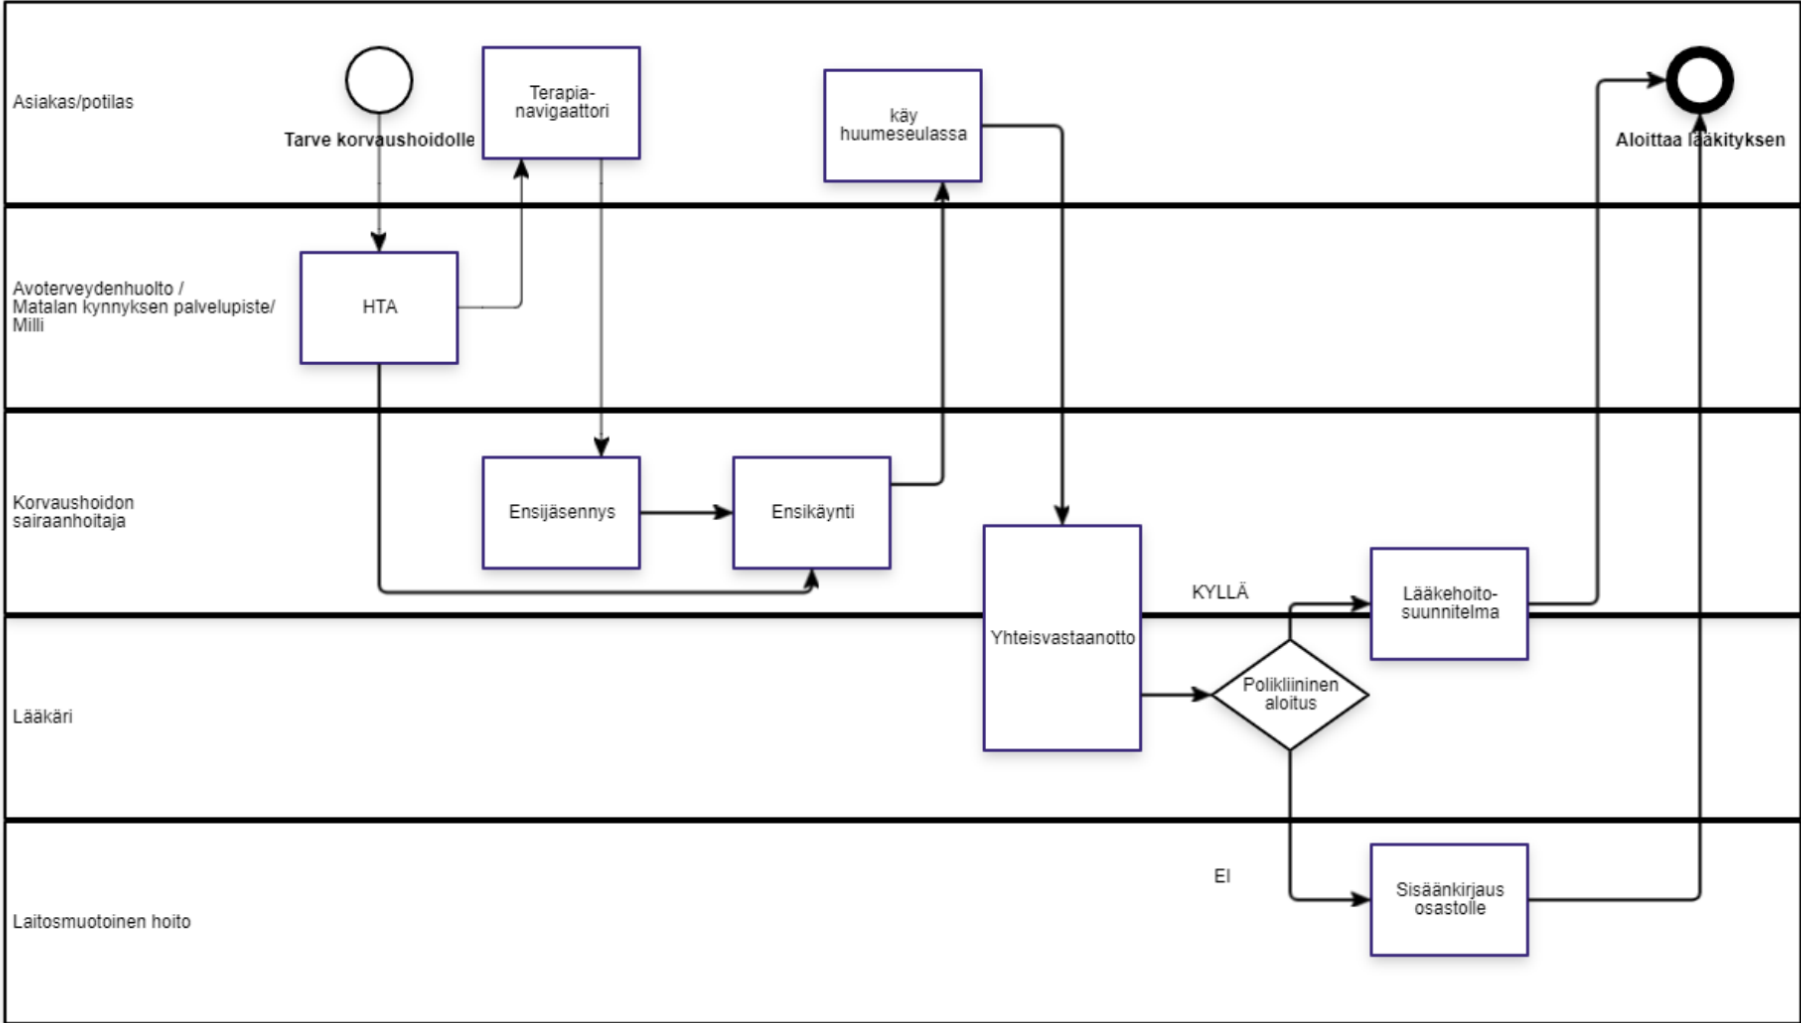 Asiakas/potilas
Tarve korvaushoidolle
Terapia-
navigaattori
käy
huumeseulassa
Aloittaa lääkityksen
Avoterveydenhuolto /
Matalan kynnyksen palvelupiste/
Milli
HTA
Korvaushoidon
sairaanhoitaja
Ensijäsennys
Ensikäynti
Yhteisvastaanotto
KYLLÄ
Lääkehoito-
suunnitelma
Lääkäri
Polikliininen
aloitus
Laitosmuotoinen hoito
EI
Sisäänkirjaus
osastolle